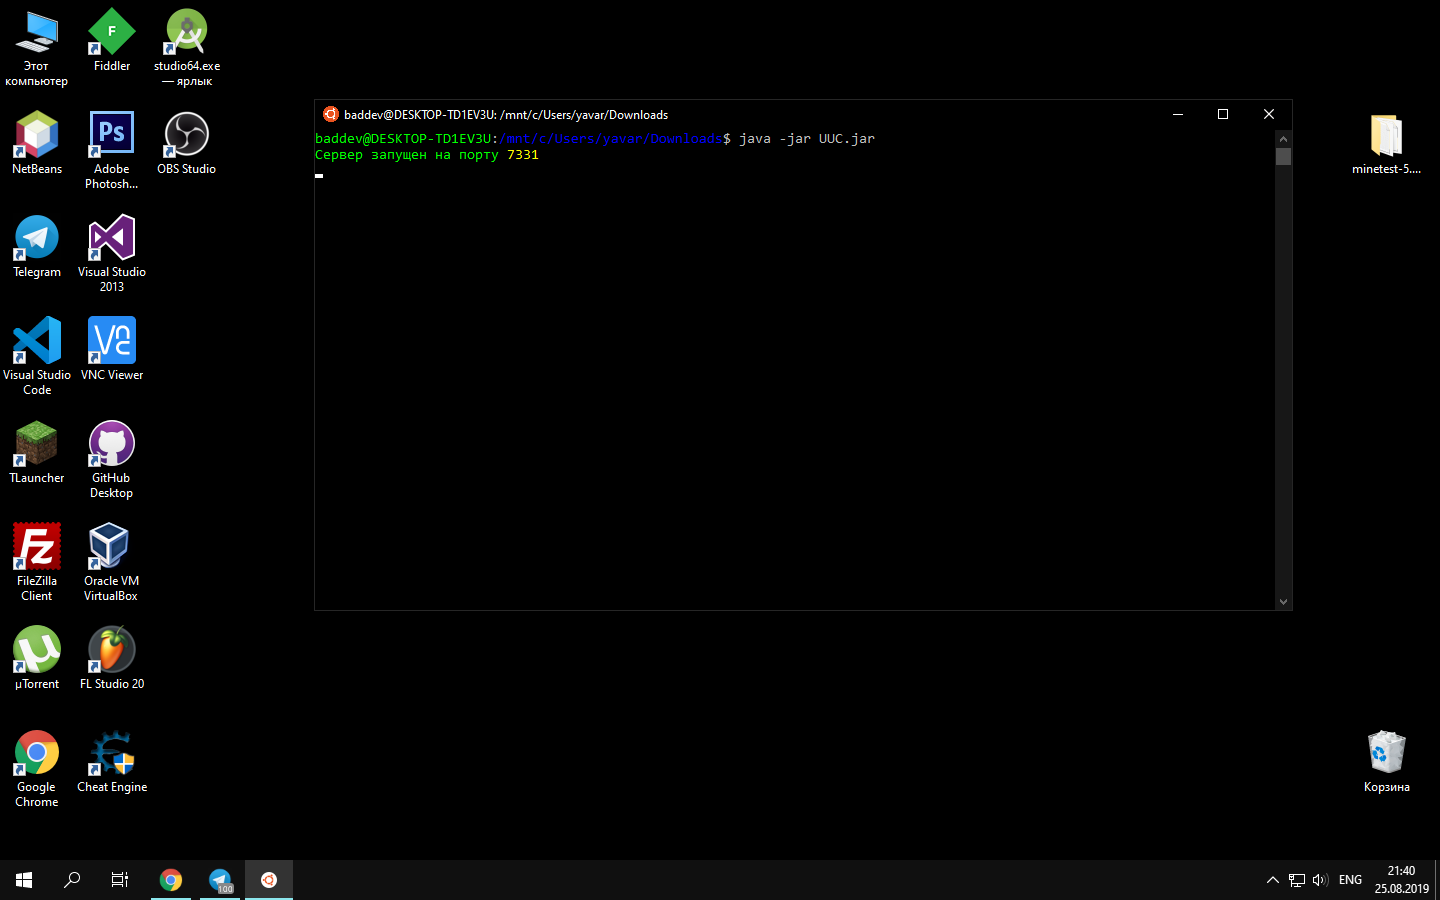 Этот
компьютер
Fiddler
studio64.exe
— ярлык
NetBeans
Ps
Adobe
Photosh...
OBS Studio
Telegram
Visual Studio
2013
Visual Studio
Code
VNC Viewer
TLauncher
GitHub
Desktop
Fz
FileZilla
Client
Oracle VM
VirtualBox
µTorrent
FL Studio 20
Google
Chrome
Cheat Engine
baddev@DESKTOP-TD1EV3U: /mnt/c/Users/yavar/Downloads
baddev@DESKTOP-TD1EV3U:/mnt/c/Users/yavar/Downloads$ java -jar UUC.jar
Сервер запущен на порту 7331
minetest-5....
Корзина
100
ENG
21:40
25.08.2019